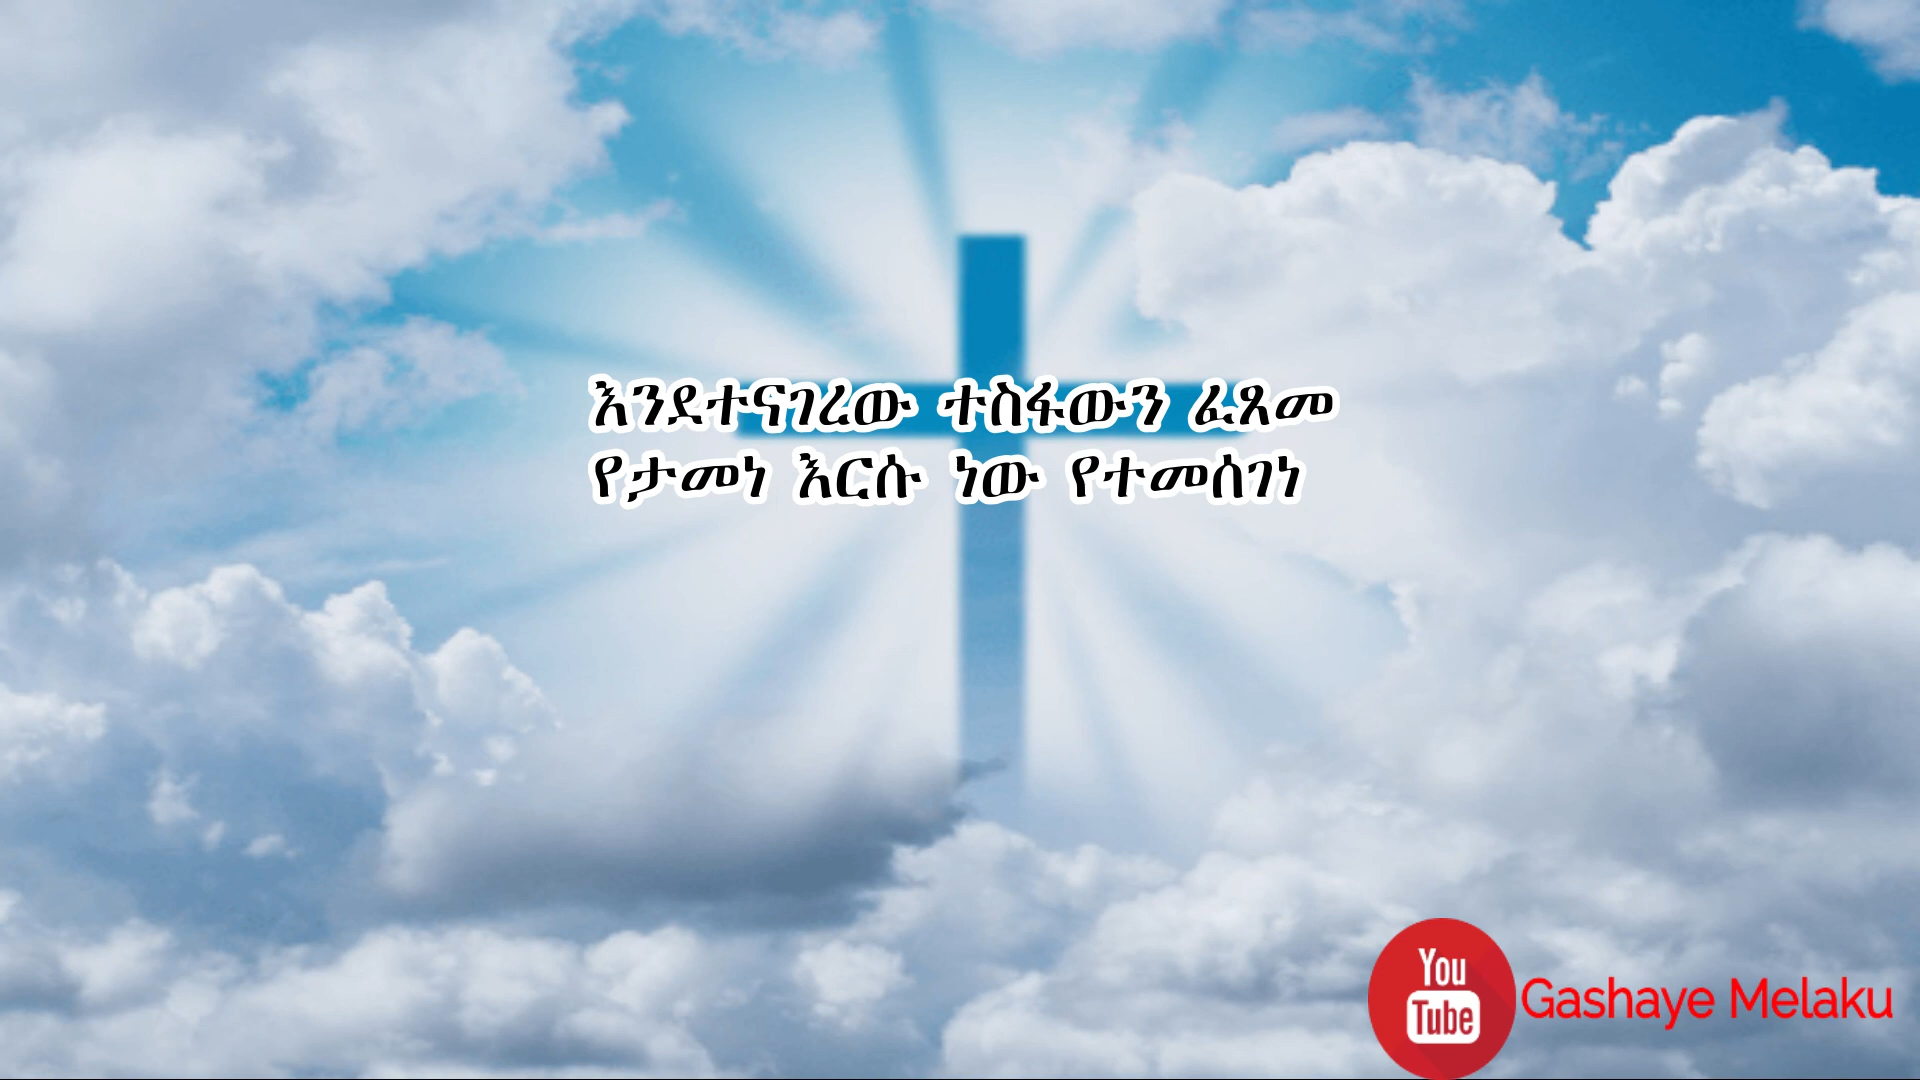 እንደተናገረው ተስፋውን ፈጸመ
የታመነ እርሱ ነው የተመሰገነ
You
Tube
Gashaye Melaku